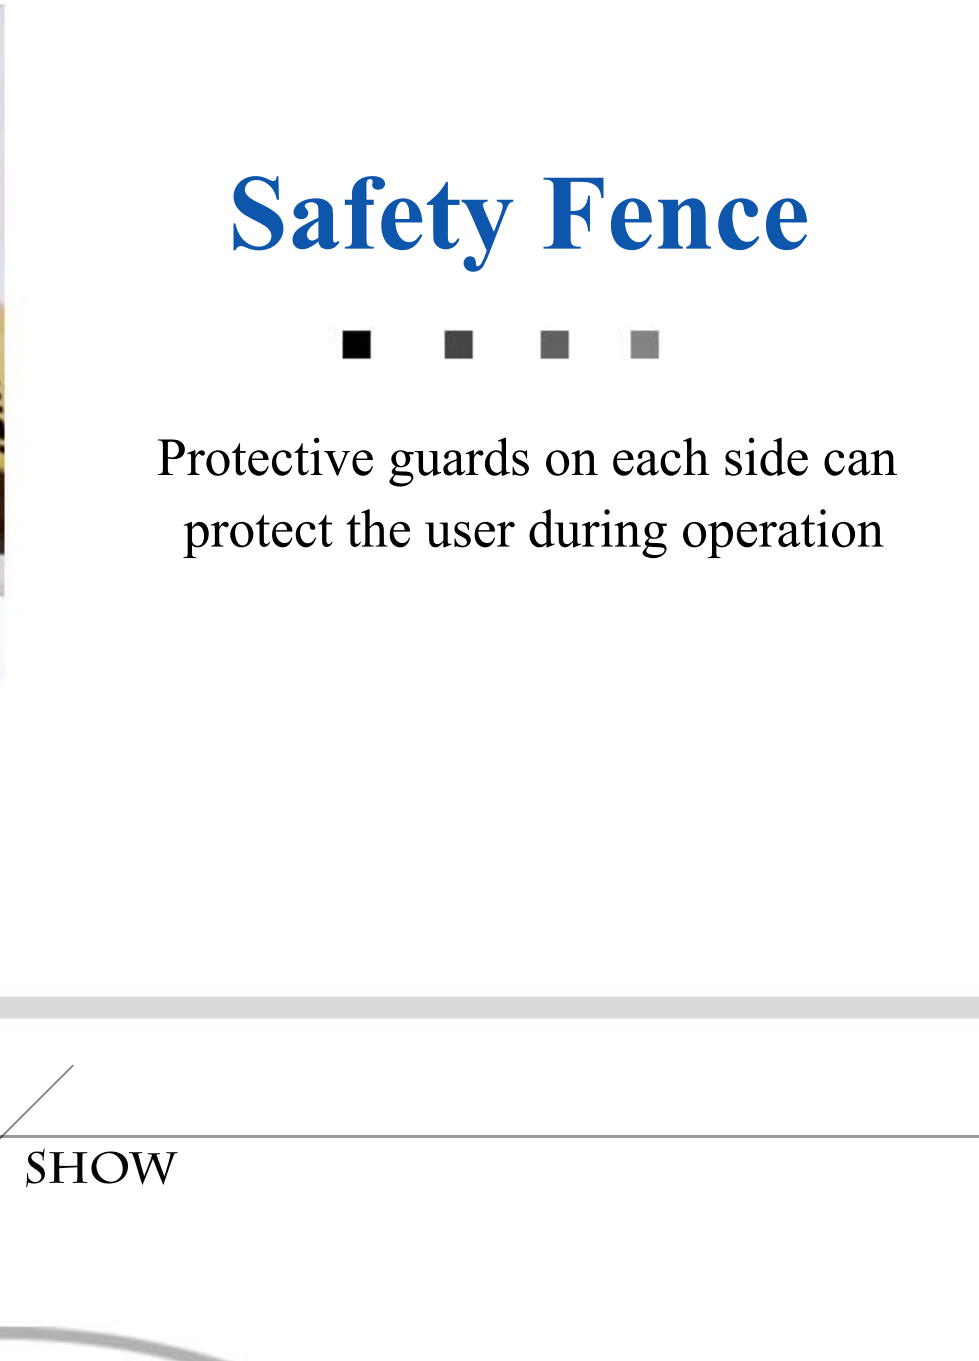 Safety Fence
Protective guards on each side can
protect the user during operation
SHOW